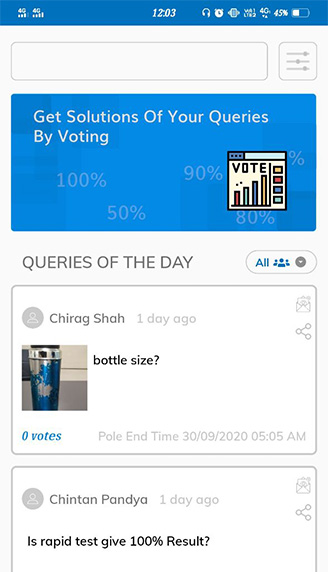 4G 4G 12:03 4G 45%
Get Solutions Of Your Queries
By Voting
100% 90% %
50% 80%
VOTE
QUERIES OF THE DAY All
Chirag Shah 1 day ago
bottle size?
0 votes Pole End Time 30/09/2020 05:05 AM
Chintan Pandya 1 day ago
Is rapid test give 100% Result?